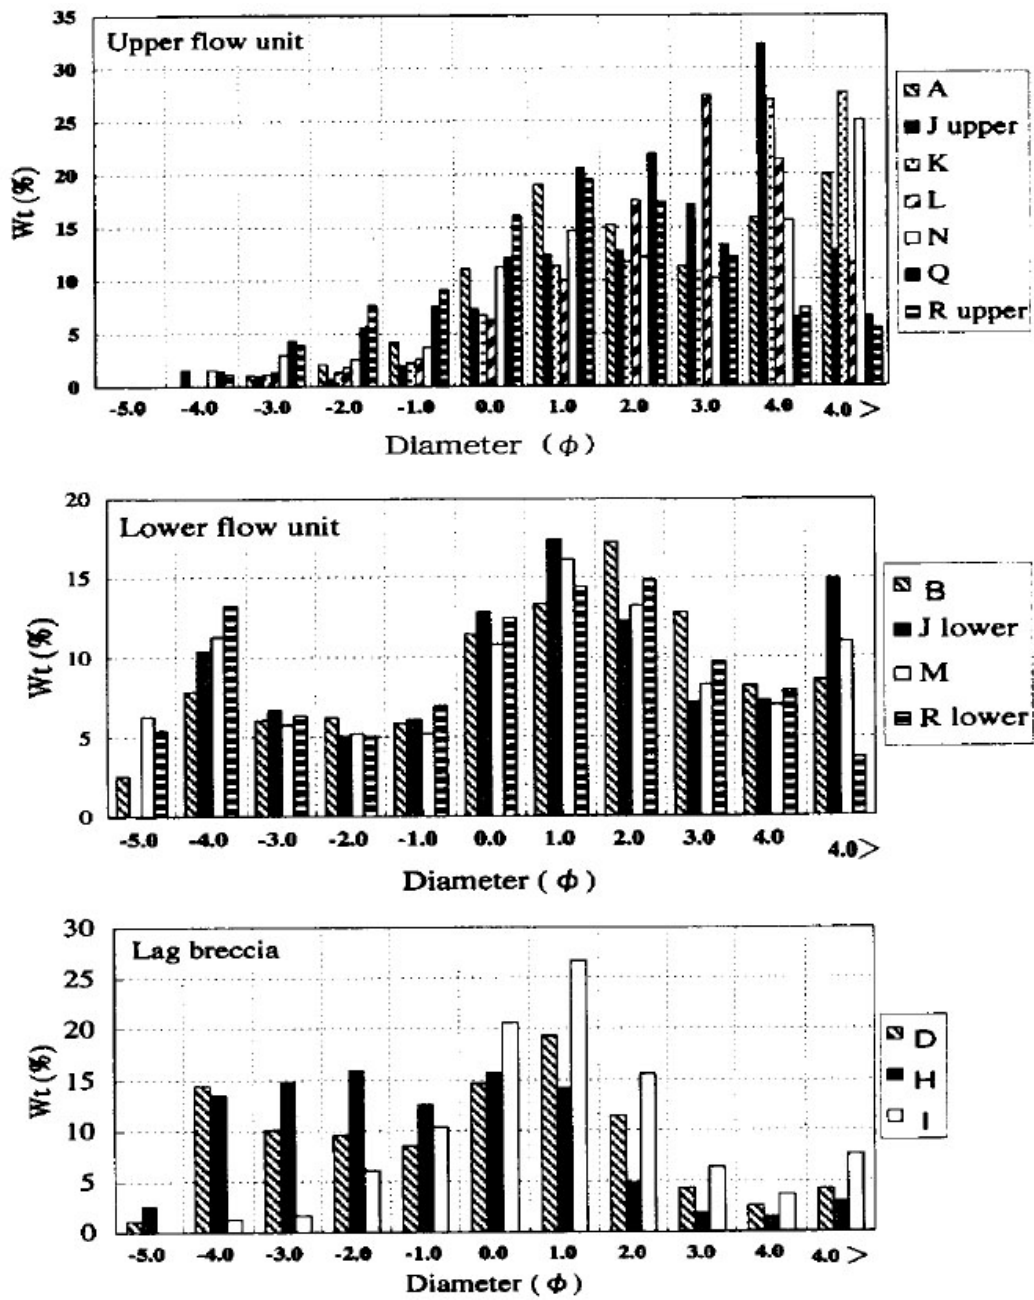 35
30
25
20
15
10
5
0
Wt (%)
Upper flow unit
-5.0 -4.0 -3.0 -2.0 -1.0 0.0 1.0 2.0 3.0 4.0 4.0 >
Diameter ( φ )
A
J upper
K
L
N
Q
R upper
20
15
10
5
0
Wt (%)
Lower flow unit
-5.0 -4.0 -3.0 -2.0 -1.0 0.0 1.0 2.0 3.0 4.0 4.0 >
Diameter ( φ )
B
J lower
M
R lower
30
25
20
15
10
5
0
Wt (%)
Lag breccia
-5.0 -4.0 -3.0 -2.0 -1.0 0.0 1.0 2.0 3.0 4.0 4.0 >
Diameter ( φ )
D
H
I